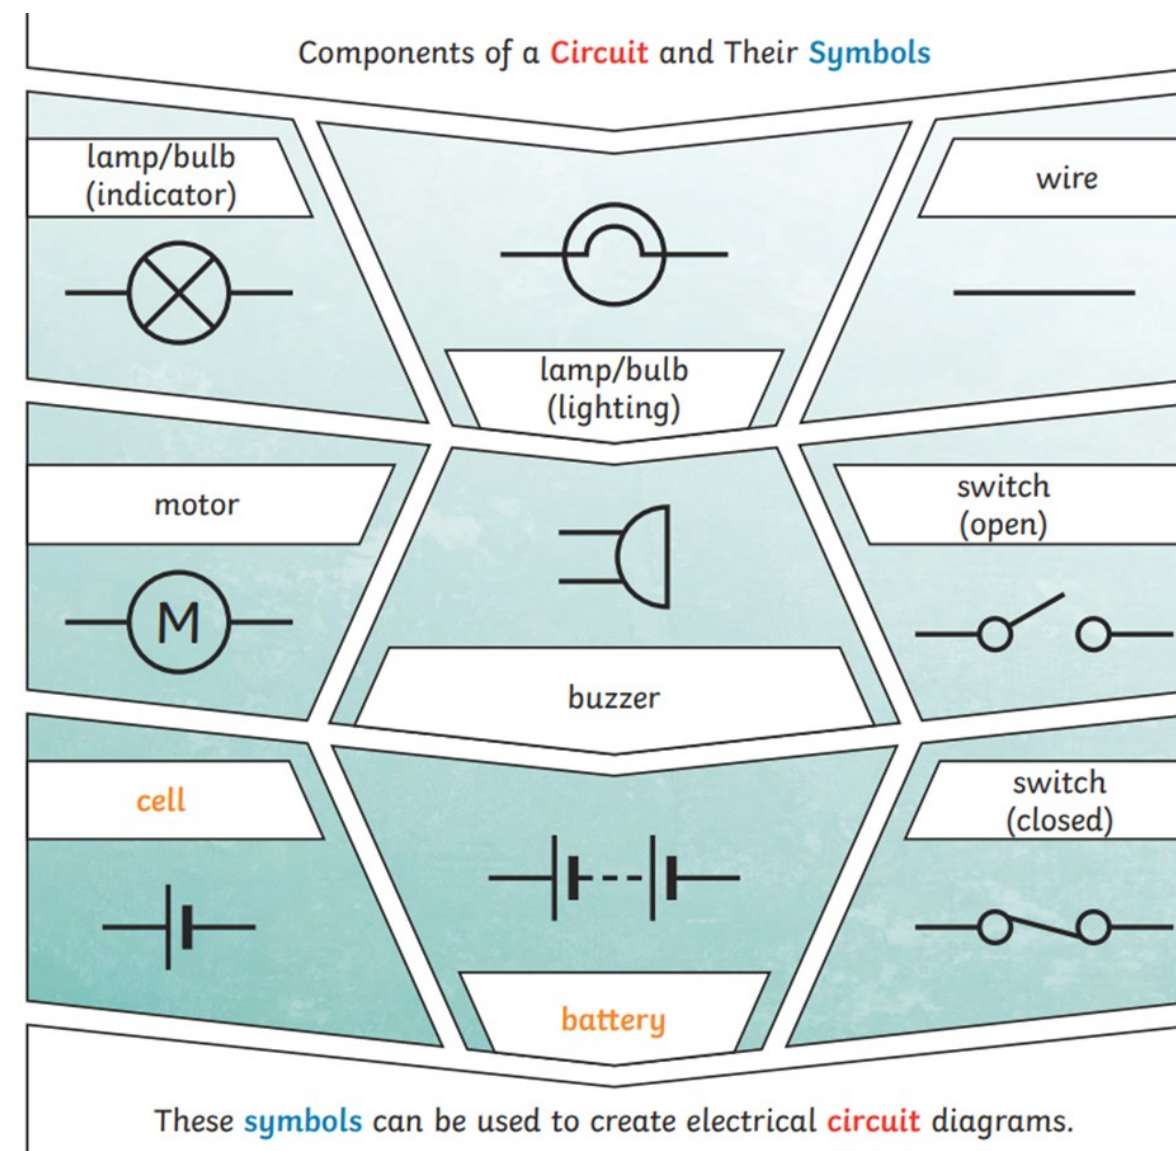 Components of a Circuit and Their Symbols
lamp/bulb
(indicator)
lamp/bulb
(lighting)
wire
motor
M
buzzer
switch
(open)
cell
battery
switch
(closed)
These symbols can be used to create electrical circuit diagrams.